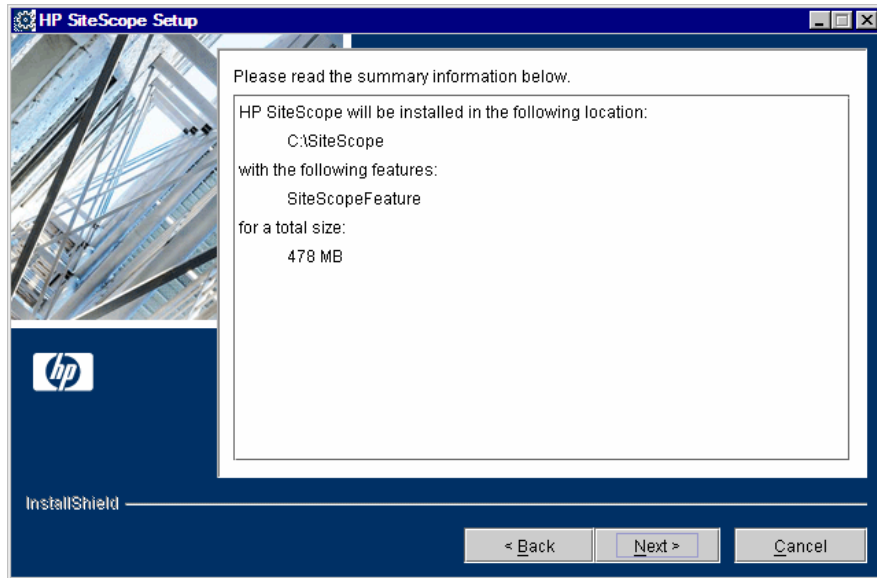 HP SiteScope Setup
Please read the summary information below.
HP SiteScope will be installed in the following location:
C:\SiteScope
with the following features:
SiteScopeFeature
for a total size:
478 MB
hp
InstallShield
< Back Next > Cancel